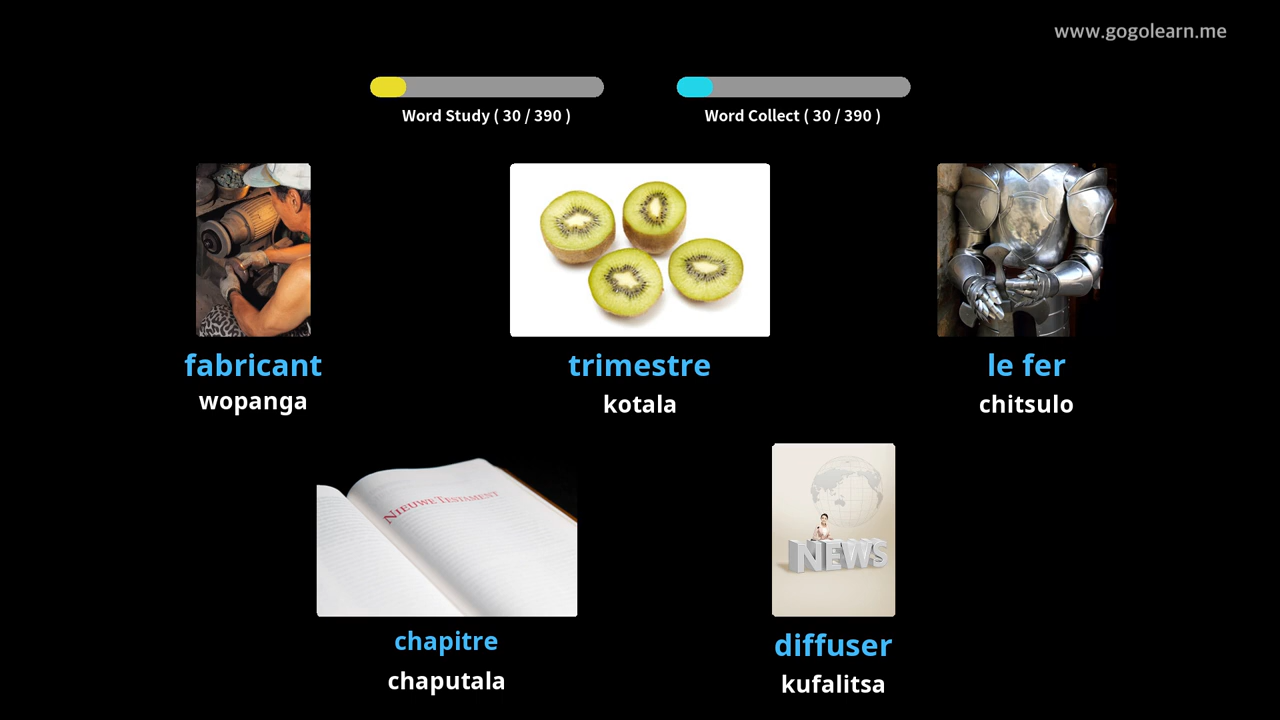 www.gogolearn.me
Word Study ( 30 / 390 )
Word Collect ( 30 / 390 )
fabricant
wopanga
trimestre
kotala
le fer
chitsulo
NIEUWE TESTAMENT
chapitre
chaputala
NEWS
diffuser
kufalitsa